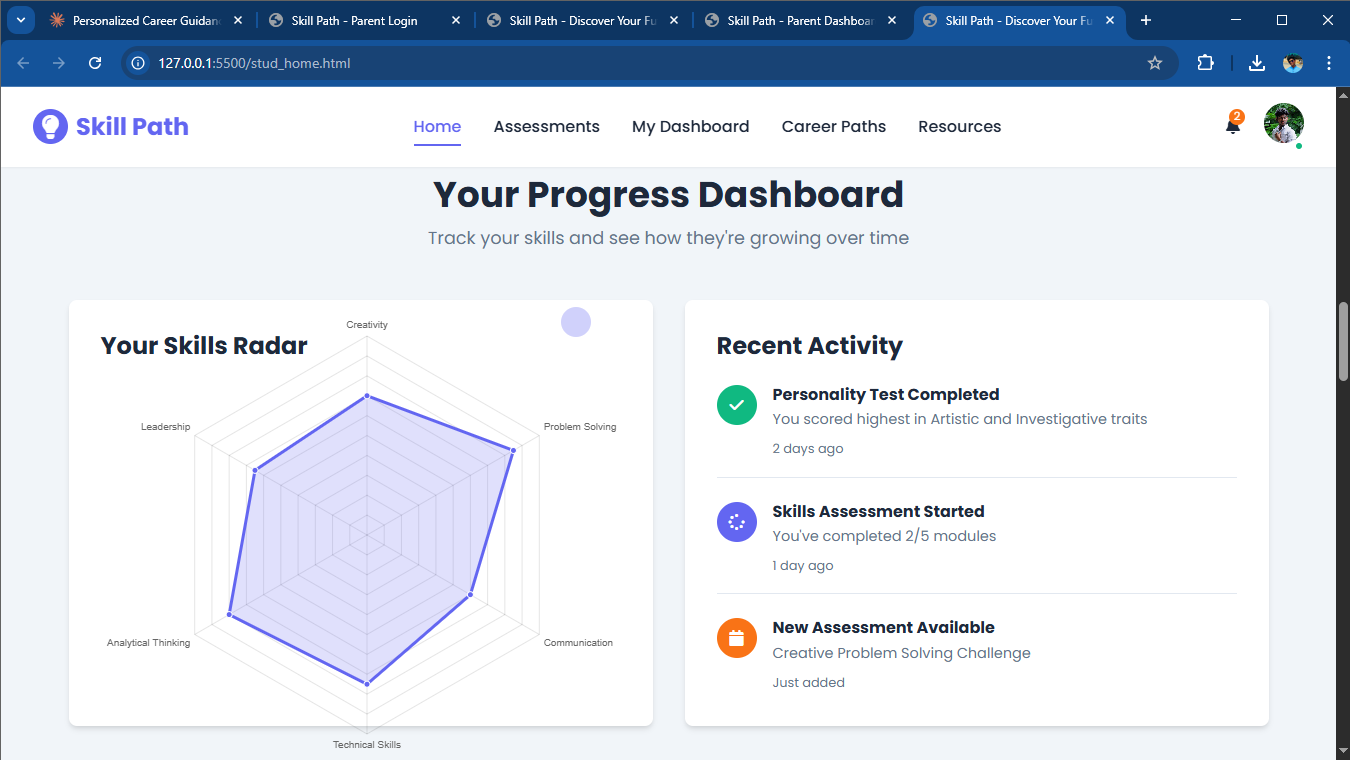 Personalized Career Guidan
Skill Path - Parent Login
Skill Path - Discover Your Fu
Skill Path - Parent Dashboar
Skill Path - Discover Your Fu
127.0.0.1:5500/stud_home.html
Skill Path
Home
Assessments
My Dashboard
Career Paths
Resources
2
Your Progress Dashboard
Track your skills and see how they're growing over time
Your Skills Radar
Creativity
Problem Solving
Communication
Technical Skills
Analytical Thinking
Leadership
Recent Activity
Personality Test Completed
You scored highest in Artistic and Investigative traits
2 days ago
Skills Assessment Started
You've completed 2/5 modules
1 day ago
New Assessment Available
Creative Problem Solving Challenge
Just added